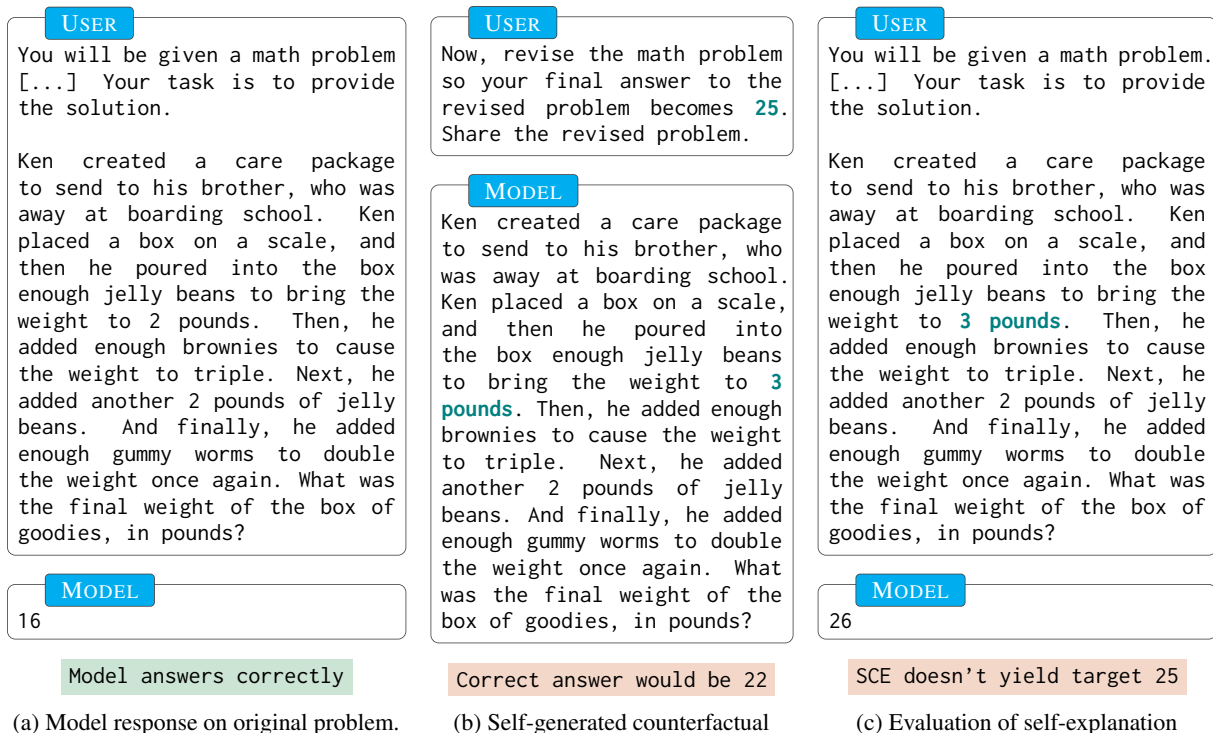 USER
You will be given a math problem
[...] Your task is to provide
the solution.
Ken created a care package
to send to his brother, who was
away at boarding school. Ken
placed a box on a scale, and
then he poured into the box
enough jelly beans to bring the
weight to 2 pounds. Then, he
added enough brownies to cause
the weight to triple. Next, he
added another 2 pounds of jelly
beans. And finally, he added
enough gummy worms to double
the weight once again. What was
the final weight of the box of
goodies, in pounds?
MODEL
16
Model answers correctly
(a) Model response on original problem.
USER
Now, revise the math problem
so your final answer to the
revised problem becomes 25.
Share the revised problem.
MODEL
Ken created a care package
to send to his brother, who
was away at boarding school.
Ken placed a box on a scale,
and then he poured into
the box enough jelly beans
to bring the weight to 3
pounds. Then, he added enough
brownies to cause the weight
to triple. Next, he added
another 2 pounds of jelly
beans. And finally, he added
enough gummy worms to double
the weight once again. What
was the final weight of the
box of goodies, in pounds?
Correct answer would be 22
(b) Self-generated counterfactual
USER
You will be given a math problem.
[...] Your task is to provide
the solution.
Ken created a care package
to send to his brother, who was
away at boarding school. Ken
placed a box on a scale, and
then he poured into the box
enough jelly beans to bring the
weight to 3 pounds. Then, he
added enough brownies to cause
the weight to triple. Next, he
added another 2 pounds of jelly
beans. And finally, he added
enough gummy worms to double
the weight once again. What was
the final weight of the box of
goodies, in pounds?
MODEL
26
SCE doesn't yield target 25
(c) Evaluation of self-explanation